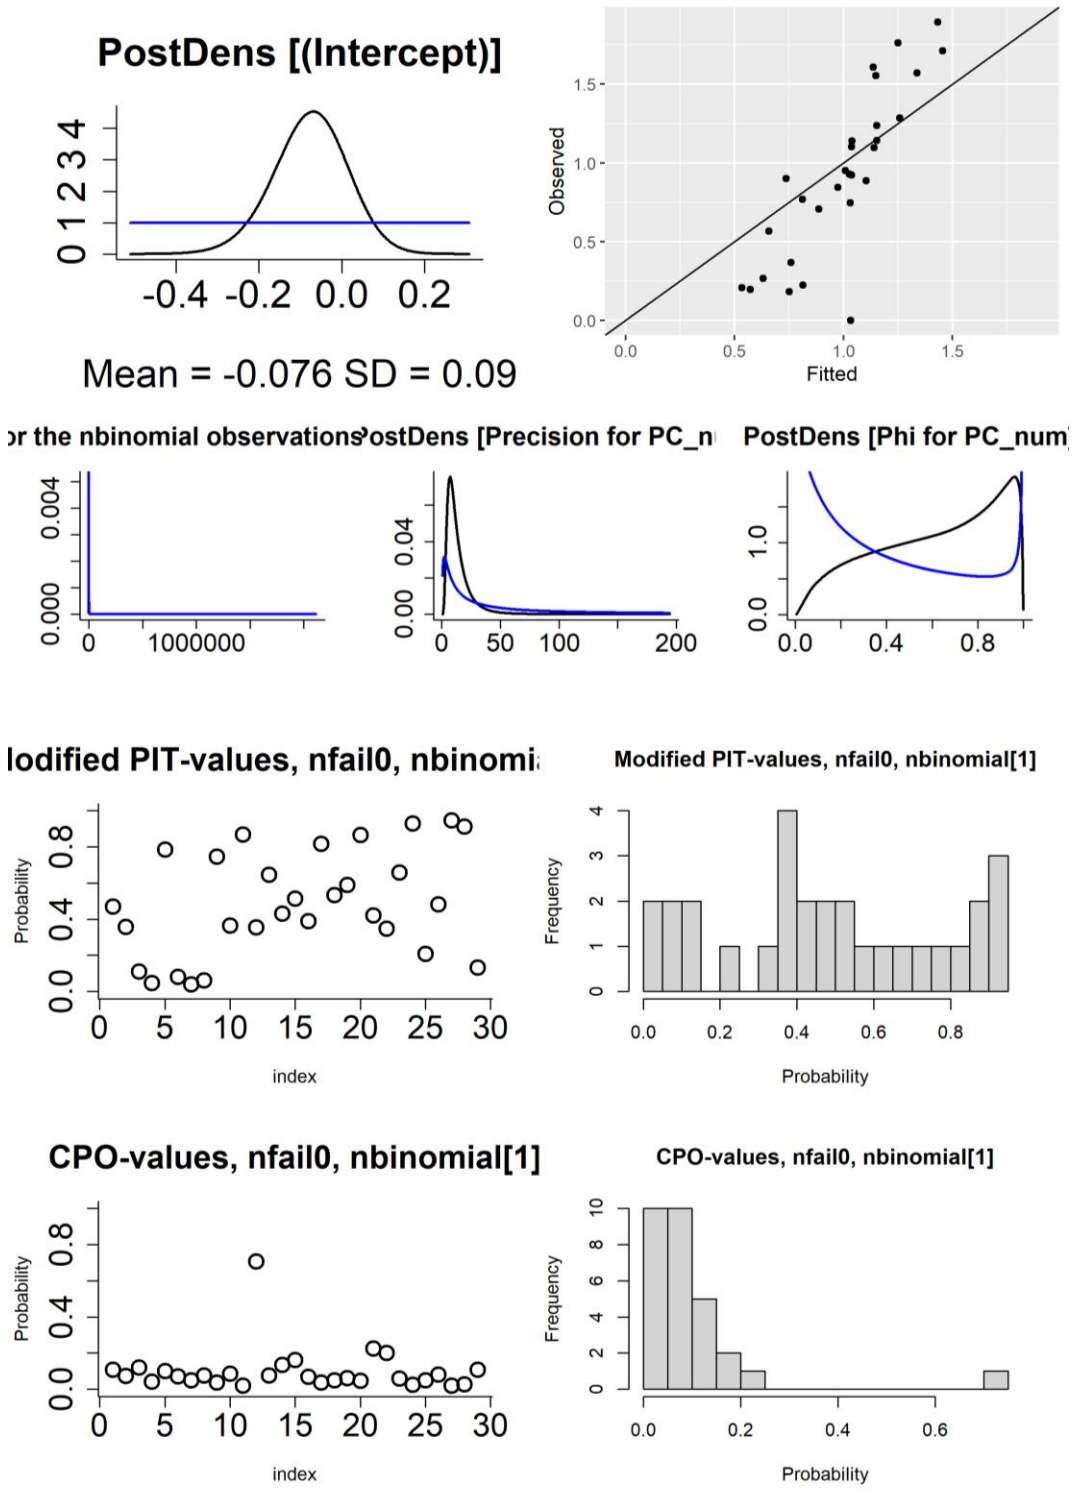 PostDens [(Intercept)]
0 1 2 3 4
-0.4 -0.2 0.0 0.2
Mean = -0.076 SD = 0.09
Observed
1.5
1.0
0.5
0.0
0.0 0.5 1.0 1.5
Fitted
or the nbinomial observations
0.000 0.004
0 1000000
PostDens [Precision for PC_n
0.00 0.04
0 50 100 200
PostDens [Phi for PC_num]
0.0 1.0
0.0 0.4 0.8
odified PIT-values, nfail0, nbinomi
Probability
0.0 0.4 0.8
0 5 10 15 20 25 30
index
Modified PIT-values, nfail0, nbinomial[1]
Frequency
0 1 2 3 4
0.0 0.2 0.4 0.6 0.8
Probability
CPO-values, nfail0, nbinomial[1]
Probability
0.0 0.4 0.8
0 5 10 15 20 25 30
index
CPO-values, nfail0, nbinomial[1]
Frequency
0 2 4 6 8 10
0.0 0.2 0.4 0.6
Probability